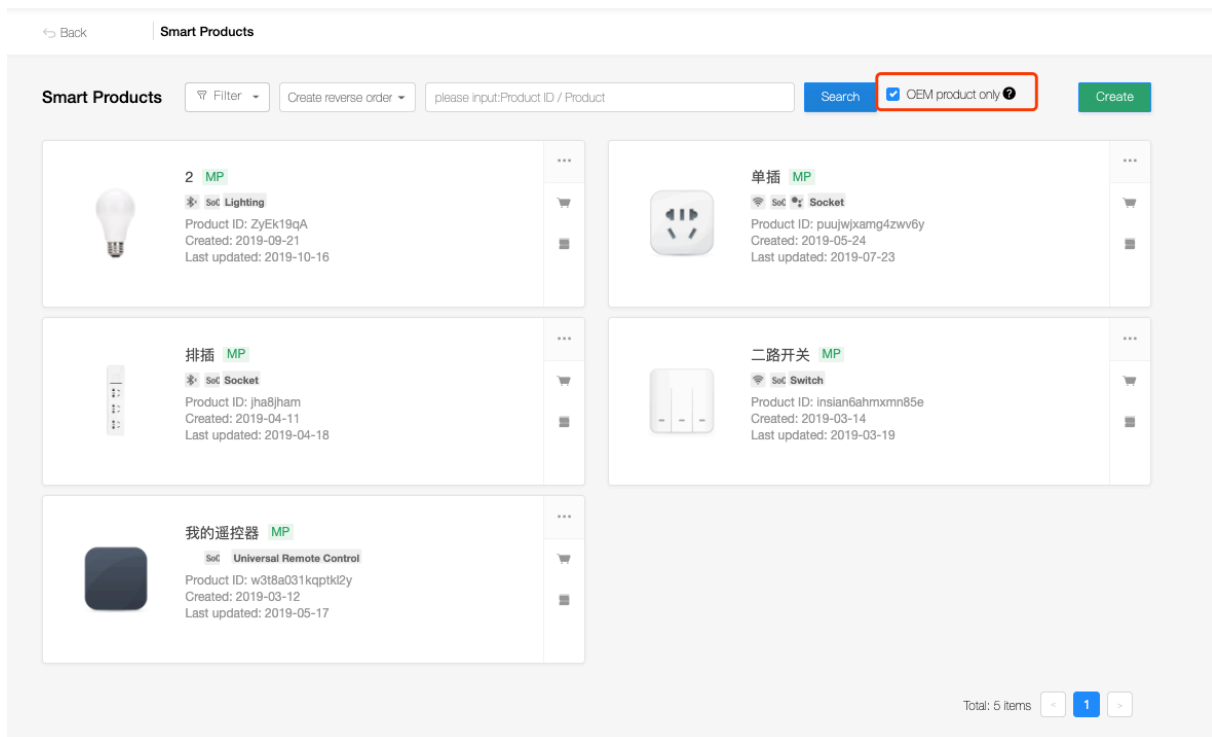 Back
Smart Products
Smart Products
Filter
Create reverse order
please input:Product ID / Product
Search
OEM product only ?
Create
2 MP
SoC Lighting
Product ID: ZyEk19qA
Created: 2019-09-21
Last updated: 2019-10-16
单插 MP
SoC Socket
Product ID: puujwjxamg4zwv6y
Created: 2019-05-24
Last updated: 2019-07-23
排插 MP
SoC Socket
Product ID: jha8jham
Created: 2019-04-11
Last updated: 2019-04-18
二路开关 MP
SoC Switch
Product ID: insian6ahmxmn85e
Created: 2019-03-14
Last updated: 2019-03-19
我的遥控器 MP
SoC Universal Remote Control
Product ID: w3t8a031kqptkl2y
Created: 2019-03-12
Last updated: 2019-05-17
Total: 5 items < 1 >